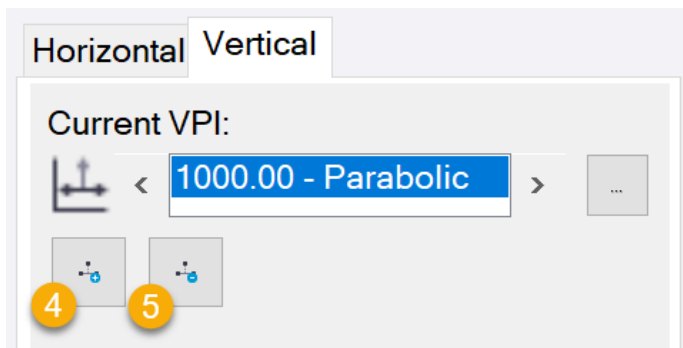 Horizontal Vertical
Current VPI:
< 1000.00 - Parabolic > ...
4 5